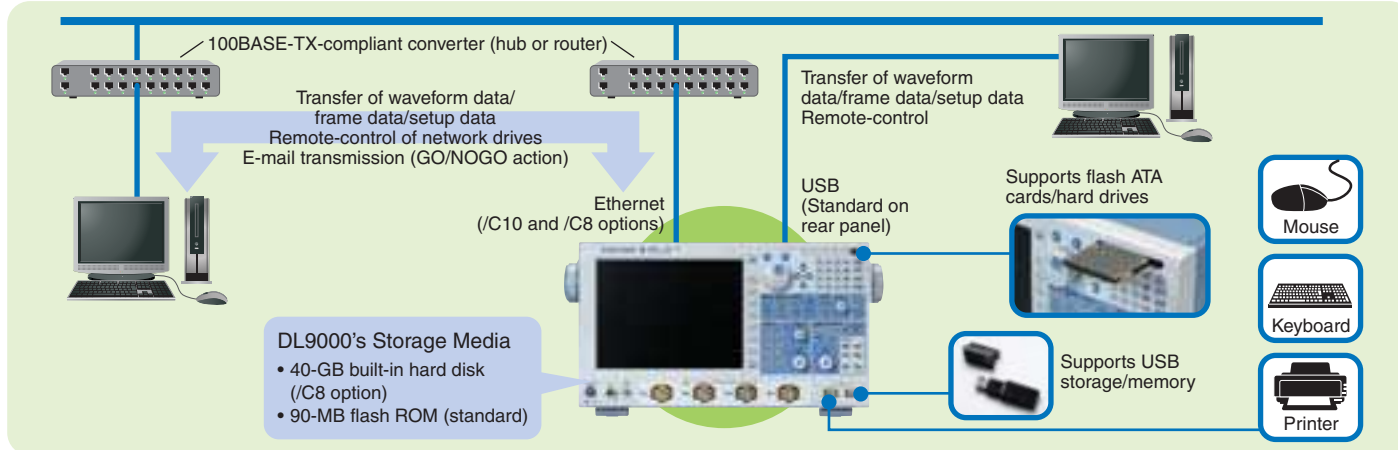 100BASE-TX-compliant converter (hub or router)
Transfer of waveform data/
frame data/setup data
Remote-control of network drives
E-mail transmission (GO/NOGO action)
Transfer of waveform
data/frame data/setup data
Remote-control
Ethernet
(/C10 and /C8 options)
USB
(Standard on
rear panel)
Supports flash ATA
cards/hard drives
Mouse
Keyboard
DL9000's Storage Media
• 40-GB built-in hard disk
(/C8 option)
• 90-MB flash ROM (standard)
Supports USB
storage/memory
Printer